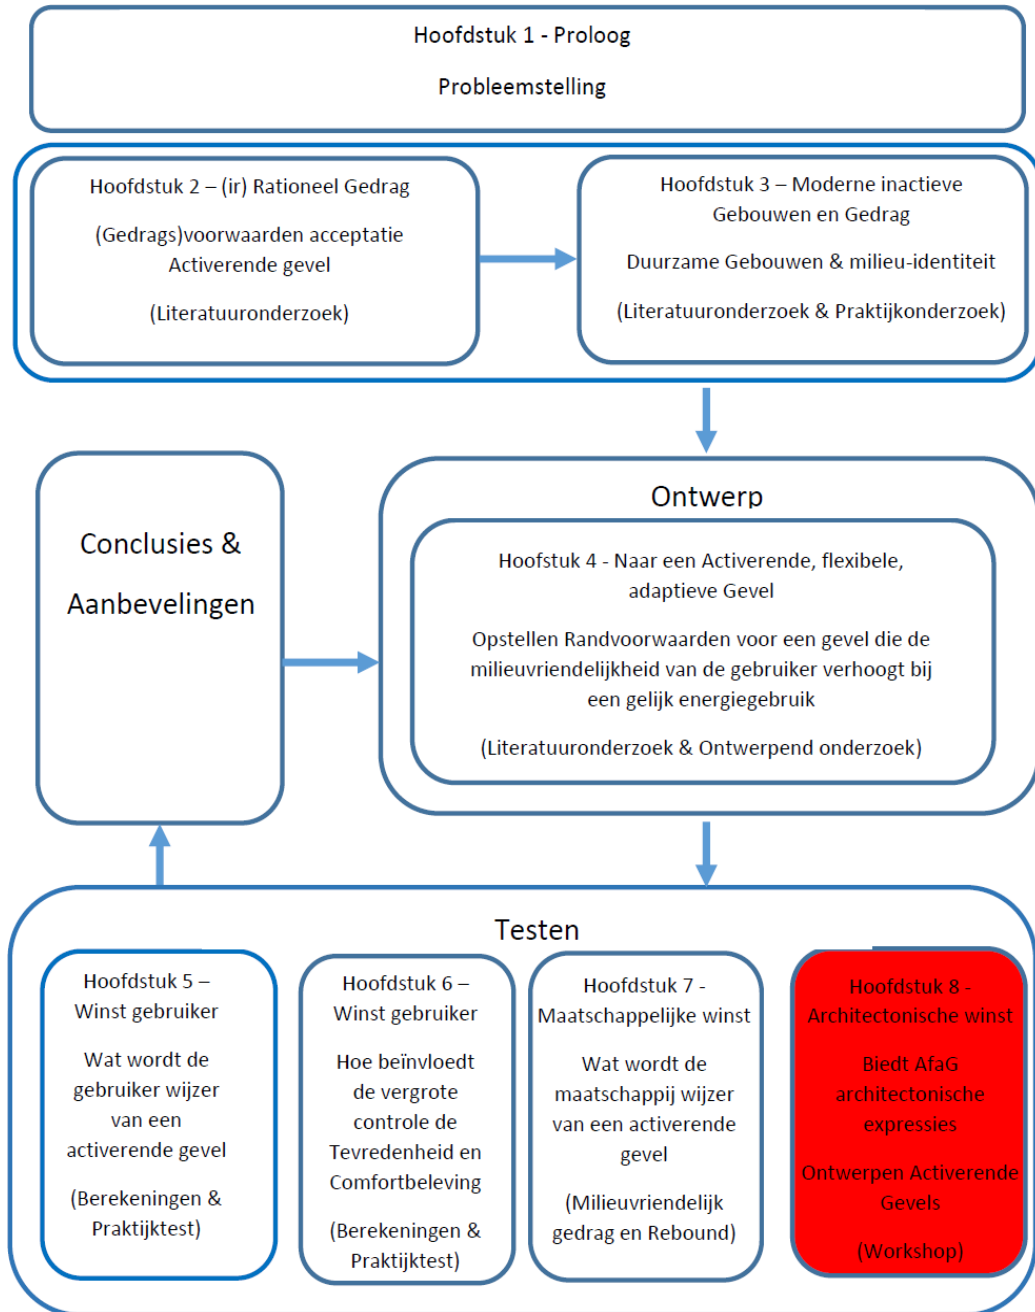 Hoofdstuk 1 - Proloog
Probleemstelling
Hoofdstuk 2 – (ir) Rationeel Gedrag
(Gedrags)voorwaarden acceptatie
Activerende gevel
(Literatuuronderzoek)
Hoofdstuk 3 – Moderne inactieve
Gebouwen en Gedrag
Duurzame Gebouwen & milieu-identiteit
(Literatuuronderzoek & Praktijkonderzoek)
Conclusies &
Aanbevelingen
Ontwerp
Hoofstuk 4 - Naar een Activerende, flexibele,
adaptieve Gevel
Opstellen Randvoorwaarden voor een gevel die de
milieuvriendelijkheid van de gebruiker verhoogt bij
een gelijk energiegebruik
(Literatuuronderzoek & Ontwerpend onderzoek)
Testen
Hoofdstuk 5 –
Winst gebruiker
Wat wordt de
gebruiker wijzer
van een
activerende gevel
(Berekeningen &
Praktijktest)
Hoofdstuk 6 –
Winst gebruiker
Hoe beïnvloedt
de vergrote
controle de
Tevredenheid en
Comfortbeleving
(Berekeningen &
Praktijktest)
Hoofdstuk 7 -
Maatschappelijke winst
Wat wordt de
maatschappij wijzer
van een activerende
gevel
(Milieuvriendelijk
gedrag en Rebound)
Hoofdstuk 8 -
Architectonische winst
Biedt AfaG
architectonische
expressies
Ontwerpen Activerende
Gevels
(Workshop)